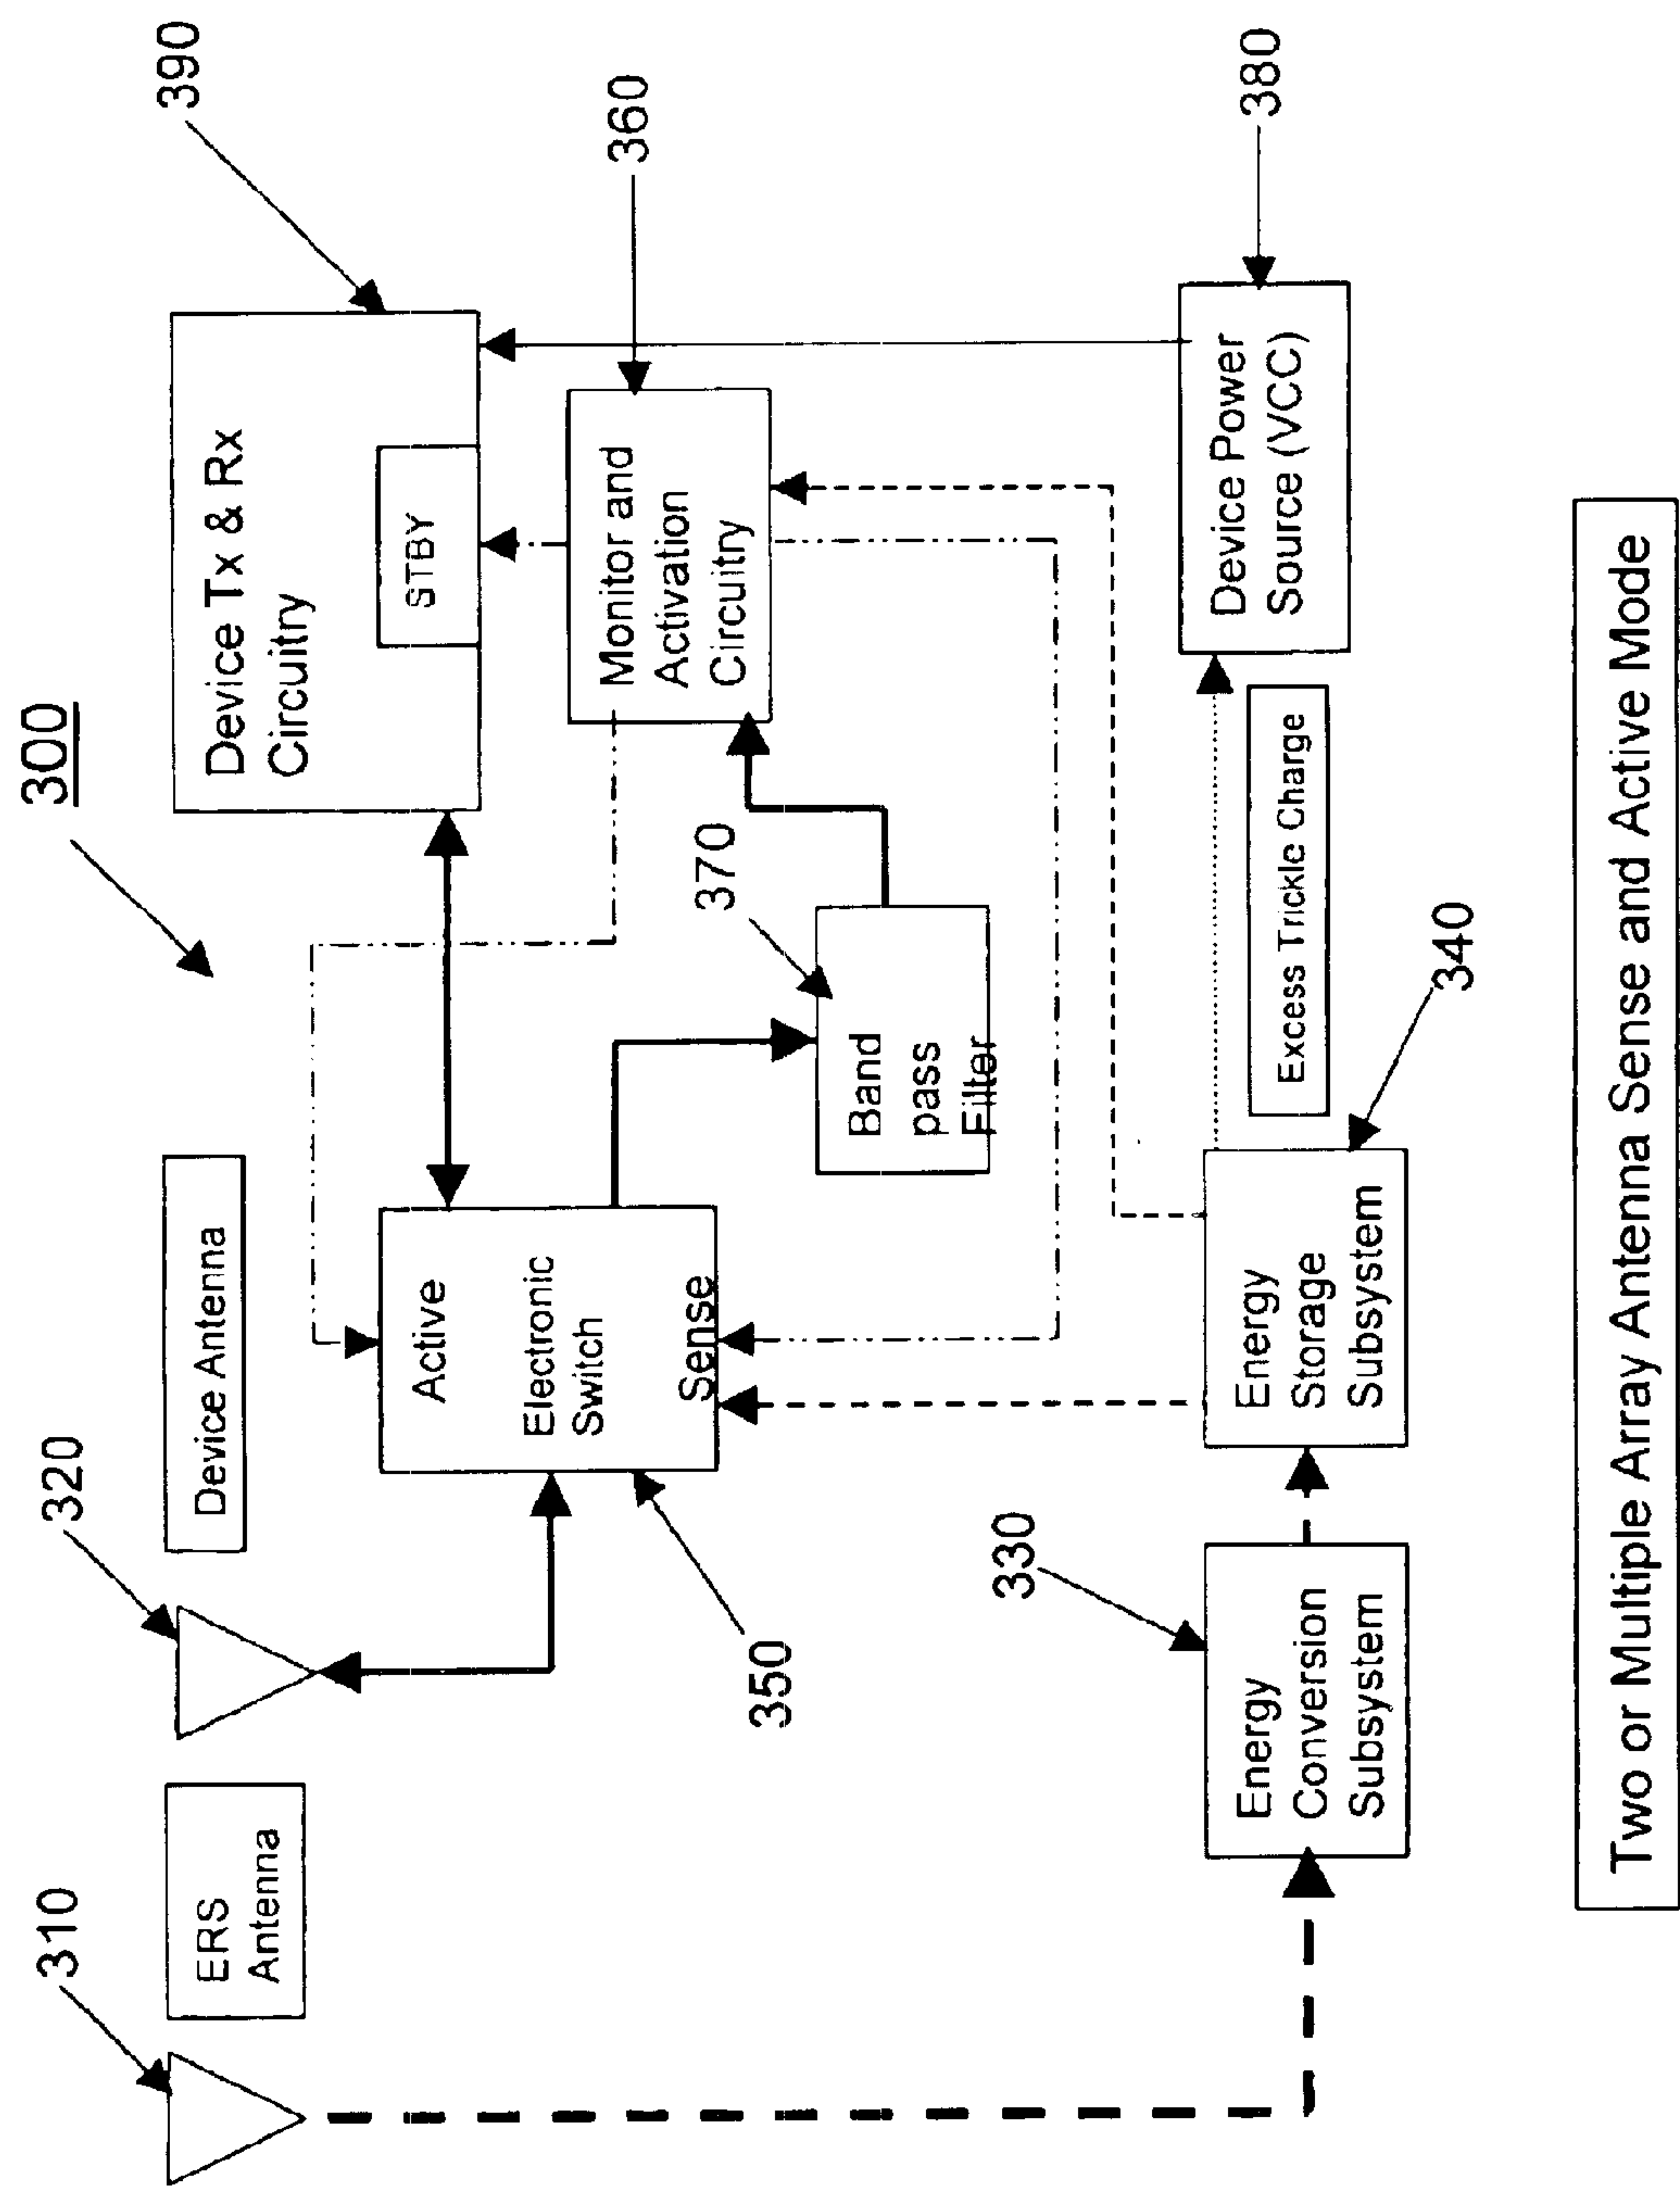 300
310
ERS
Antenna
320
Device Antenna
390
Device Tx & Rx
Circuitry
STBY
Active
Electronic
Switch
Sense
350
360
Monitor and
Activation
Circuitry
370
Band
pass
Filter
330
Energy
Conversion
Subsystem
Energy
Storage
Subsystem
340
Excess Trickle Charge
380
Device Power
Source (VCC)
Two or Multiple Array Antenna Sense and Active Mode